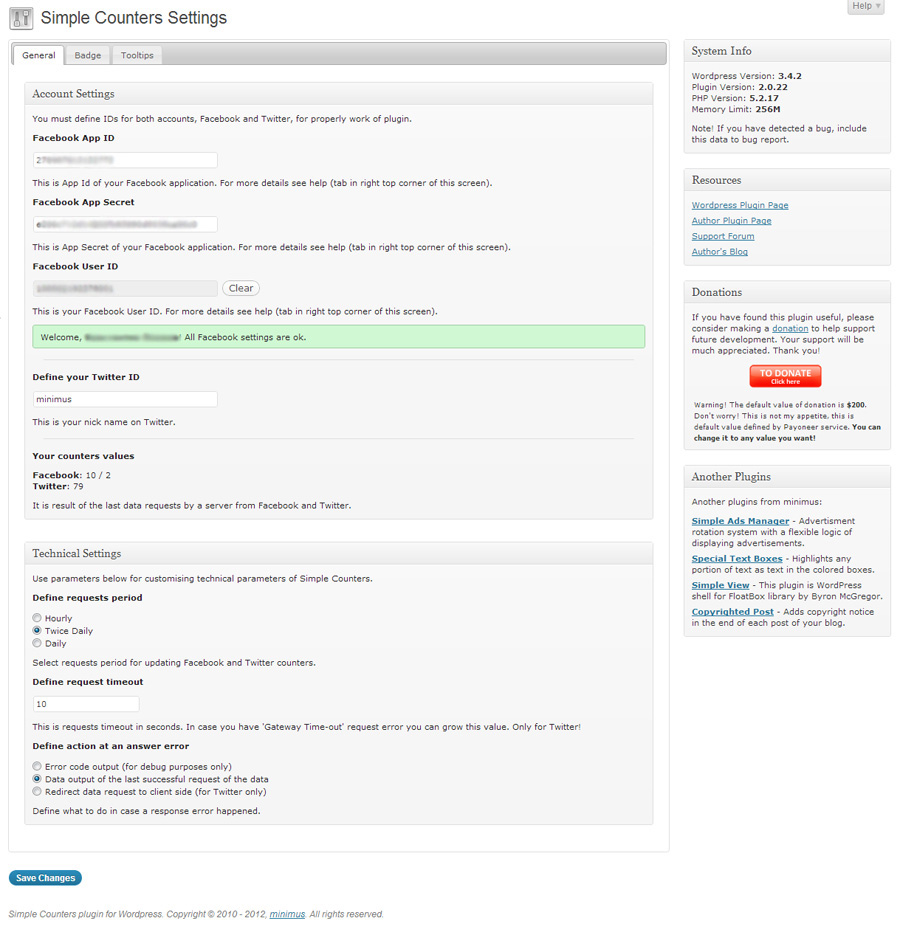 Simple Counters Settings
Help
General
Badge
Tooltips
Account Settings
You must define IDs for both accounts, Facebook and Twitter, for properly work of plugin.
Facebook App ID
This is App Id of your Facebook application. For more details see help (tab in right top corner of this screen).
Facebook App Secret
This is App Secret of your Facebook application. For more details see help (tab in right top corner of this screen).
Facebook User ID
Clear
This is your Facebook User ID. For more details see help (tab in right top corner of this screen).
Welcome, ! All Facebook settings are ok.
Define your Twitter ID
minimus
This is your nick name on Twitter.
Your counters values
Facebook: 10 / 2
Twitter: 79
It is result of the last data requests by a server from Facebook and Twitter.
Technical Settings
Use parameters below for customising technical parameters of Simple Counters.
Define requests period
Hourly
Twice Daily
Daily
Select requests period for updating Facebook and Twitter counters.
Define request timeout
10
This is requests timeout in seconds. In case you have 'Gateway Time-out' request error you can grow this value. Only for Twitter!
Define action at an answer error
Error code output (for debug purposes only)
Data output of the last successful request of the data
Redirect data request to client side (for Twitter only)
Define what to do in case a response error happened.
Save Changes
System Info
Wordpress Version: 3.4.2
Plugin Version: 2.0.22
PHP Version: 5.2.17
Memory Limit: 256M
Note! If you have detected a bug, include
this data to bug report.
Resources
Wordpress Plugin Page
Author Plugin Page
Support Forum
Author's Blog
Donations
If you have found this plugin useful, please
consider making a donation to help support
future development. Your support will be
much appreciated. Thank you!
TO DONATE
Click here
Warning! The default value of donation is $200.
Don't worry! This is not my appetite, this is
default value defined by Payoneer service. You can
change it to any value you want!
Another Plugins
Another plugins from minimus:
Simple Ads Manager - Advertisment
rotation system with a flexible logic of
displaying advertisements.
Special Text Boxes - Highlights any
portion of text as text in the colored boxes.
Simple View - This plugin is WordPress
shell for FloatBox library by Byron McGregor.
Copyrighted Post - Adds copyright notice
in the end of each post of your blog.
Simple Counters plugin for Wordpress. Copyright © 2010 - 2012, minimus. All rights reserved.